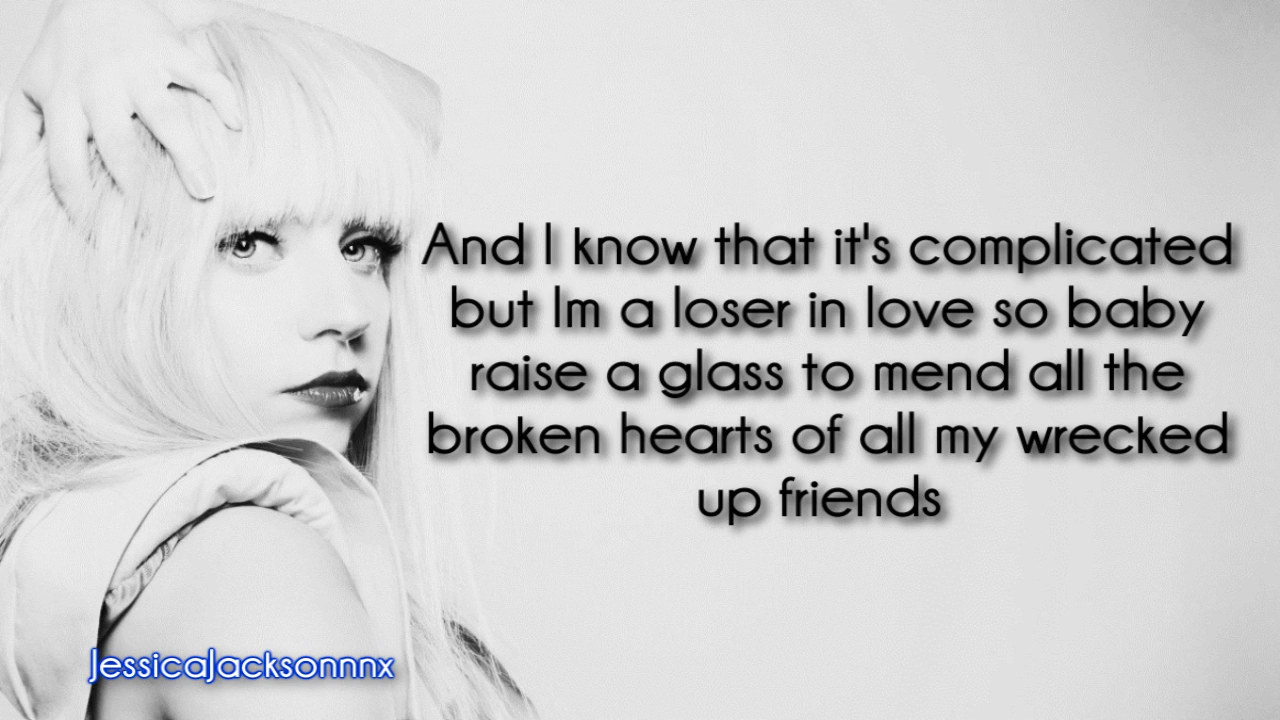 And I know that it's complicated
but Im a loser in love so baby
raise a glass to mend all the
broken hearts of all my wrecked
up friends
JessicaJacksonnnx